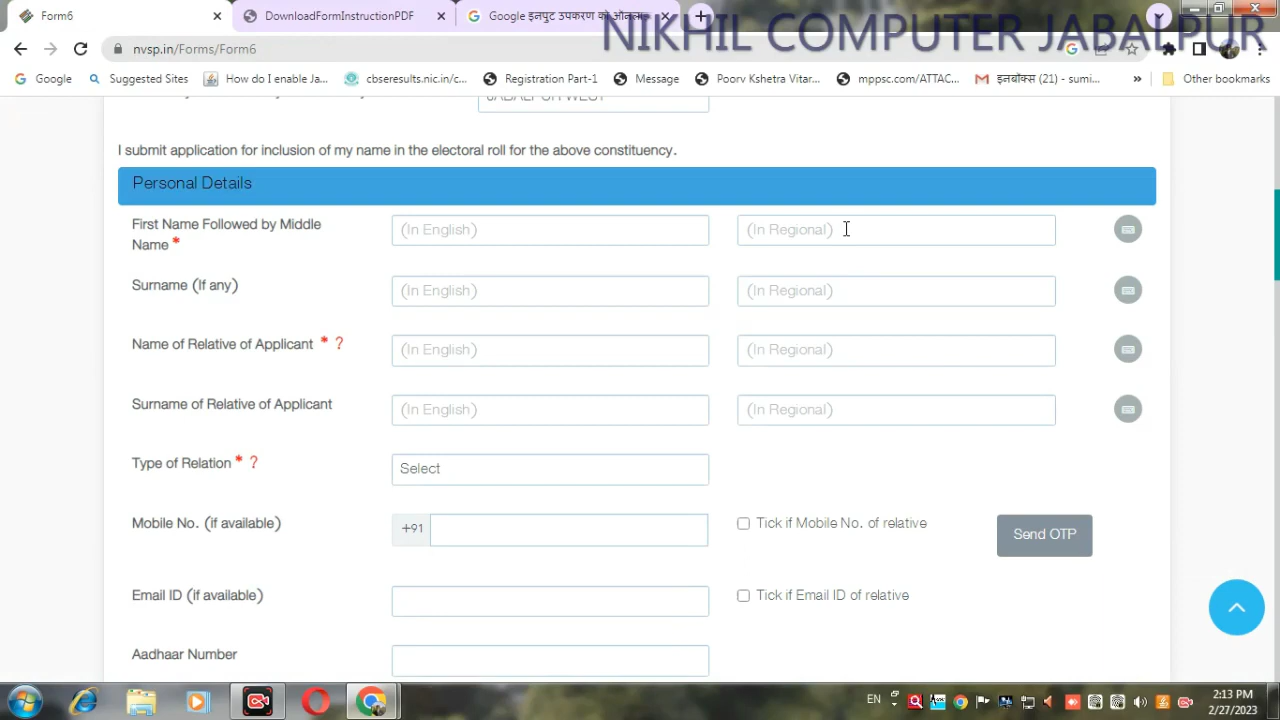 Form6
DownloadFormInstructionPDF
Google इनपुट उपकरण को ऑनला
NIKHIL COMPUTER JABALPUR
nvsp.in/Forms/Form6
Google
Suggested Sites
How do I enable Ja...
cbseresults.nic.in/c...
Registration Part-1
Message
Poorv Kshetra Vitar...
mppsc.com/ATTAC...
इनबॉक्स (21) - sumi...
»
Other bookmarks
JABALPUR WEST
I submit application for inclusion of my name in the electoral roll for the above constituency.
Personal Details
First Name Followed by Middle
Name *
(In English)
(In Regional)
Surname (If any)
(In English)
(In Regional)
Name of Relative of Applicant * ?
(In English)
(In Regional)
Surname of Relative of Applicant
(In English)
(In Regional)
Type of Relation * ?
Select
Mobile No. (if available)
+91
Tick if Mobile No. of relative
Send OTP
Email ID (if available)
Tick if Email ID of relative
Aadhaar Number
EN
2:13 PM
2/27/2023